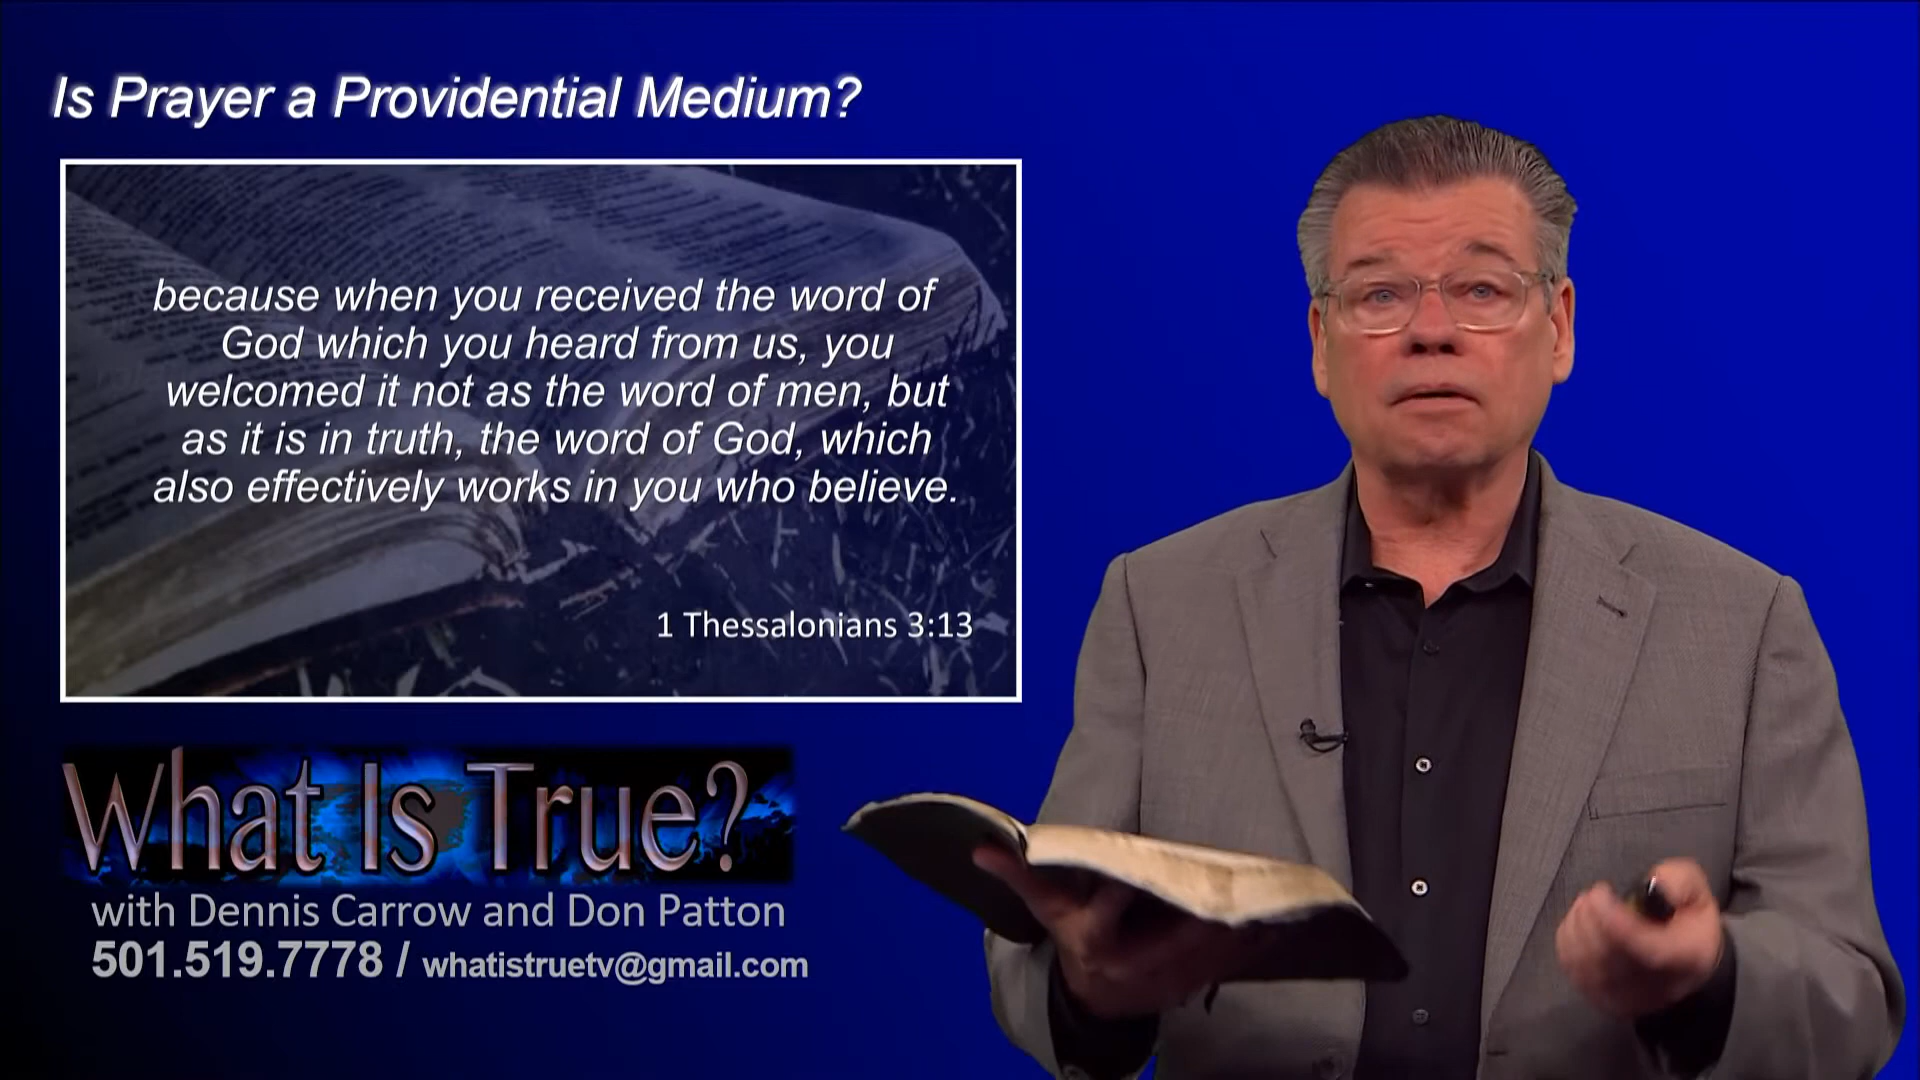 Is Prayer a Providential Medium?
because when you received the word of
God which you heard from us, you
welcomed it not as the word of men, but
as it is in truth, the word of God, which
also effectively works in you who believe.
1 Thessalonians 3:13
What Is True?
with Dennis Carrow and Don Patton
501.519.7778 / whatistruetv@gmail.com